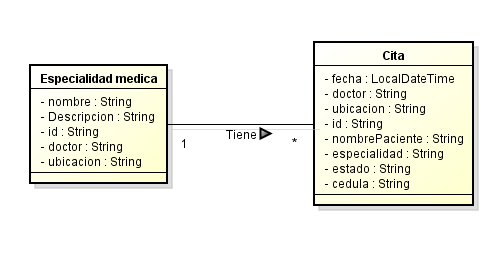 Especialidad medica
- nombre : String
- Descripcion : String
- id : String
- doctor : String
- ubicacion : String
1
Tiene
*
Cita
- fecha : LocalDateTime
- doctor : String
- ubicacion : String
- id : String
- nombrePaciente : String
- especialidad : String
- estado : String
- cedula : String